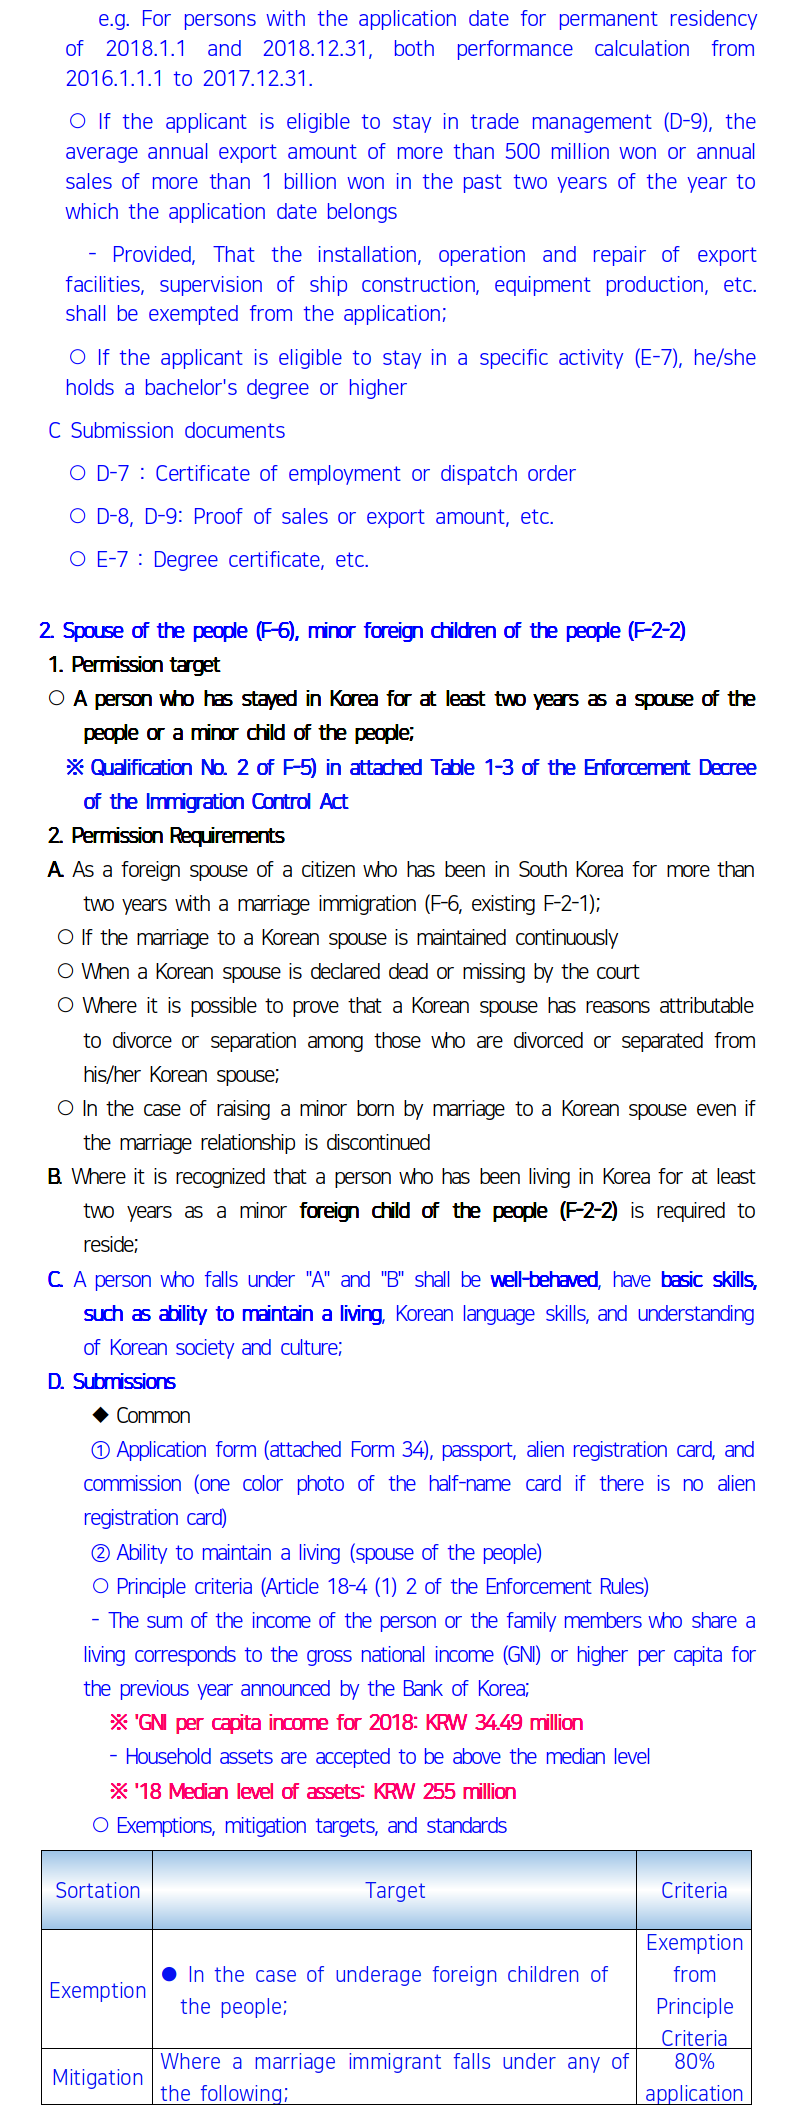 e.g. For persons with the application date for permanent residency
of 2018.1.1 and 2018.12.31, both performance calculation from
2016.1.1.1 to 2017.12.31.
○ If the applicant is eligible to stay in trade management (D-9), the
average annual export amount of more than 500 million won or annual
sales of more than 1 billion won in the past two years of the year to
which the application date belongs
- Provided, That the installation, operation and repair of export
facilities, supervision of ship construction, equipment production, etc.
shall be exempted from the application;
○ If the applicant is eligible to stay in a specific activity (E-7), he/she
holds a bachelor's degree or higher
C Submission documents
○ D-7 : Certificate of employment or dispatch order
○ D-8, D-9: Proof of sales or export amount, etc.
○ E-7 : Degree certificate, etc.
2. Spouse of the people (F-6), minor foreign children of the people (F-2-2)
1. Permission target
○ A person who has stayed in Korea for at least two years as a spouse of the
people or a minor child of the people;
※ Qualification No. 2 of F-5) in attached Table 1-3 of the Enforcement Decree
of the Immigration Control Act
2. Permission Requirements
A. As a foreign spouse of a citizen who has been in South Korea for more than
two years with a marriage immigration (F-6, existing F-2-1);
○ If the marriage to a Korean spouse is maintained continuously
○ When a Korean spouse is declared dead or missing by the court
○ Where it is possible to prove that a Korean spouse has reasons attributable
to divorce or separation among those who are divorced or separated from
his/her Korean spouse;
○ In the case of raising a minor born by marriage to a Korean spouse even if
the marriage relationship is discontinued
B. Where it is recognized that a person who has been living in Korea for at least
two years as a minor foreign child of the people (F-2-2) is required to
reside;
C. A person who falls under "A" and "B" shall be well-behaved, have basic skills,
such as ability to maintain a living, Korean language skills, and understanding
of Korean society and culture;
D. Submissions
◆ Common
① Application form (attached Form 34), passport, alien registration card, and
commission (one color photo of the half-name card if there is no alien
registration card)
② Ability to maintain a living (spouse of the people)
○ Principle criteria (Article 18-4 (1) 2 of the Enforcement Rules)
- The sum of the income of the person or the family members who share a
living corresponds to the gross national income (GNI) or higher per capita for
the previous year announced by the Bank of Korea;
※ 'GNI per capita income for 2018: KRW 34.49 million
- Household assets are accepted to be above the median level
※ '18 Median level of assets: KRW 255 million
○ Exemptions, mitigation targets, and standards
Sortation Target Criteria
Exemption
● In the case of underage foreign children of
the people;
Exemption
from
Principle
Criteria
Mitigation
Where a marriage immigrant falls under any of
the following;
80%
application